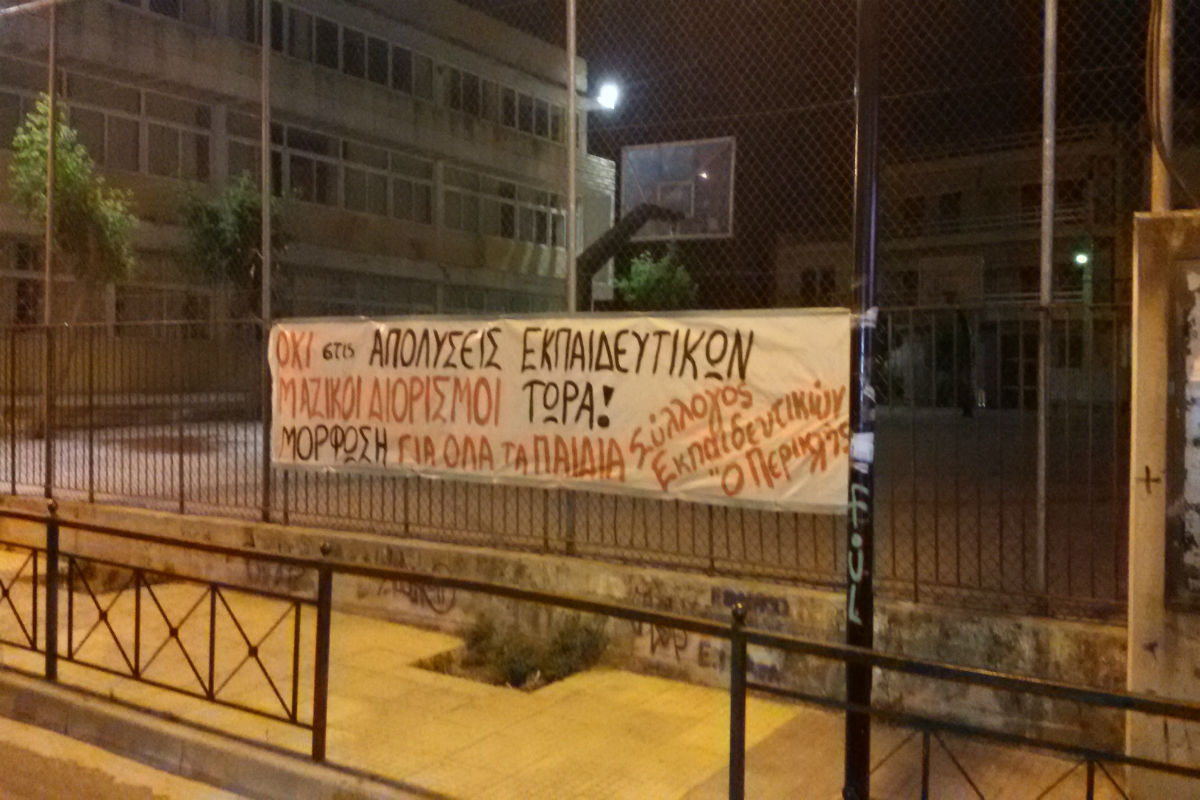 ΟΧΙ στις ΑΠΟΛΥΣΕΙΣ ΕΚΠΑΙΔΕΥΤΙΚΩΝ
ΜΑΖΙΚΟΙ ΔΙΟΡΙΣΜΟΙ ΤΩΡΑ!
ΜΟΡΦΩΣΗ ΓΙΑ ΟΛΑ ΤΑ ΠΑΙΔΙΑ
Σύλλογος
Εκπαιδευτικών
"Ο Περικλής